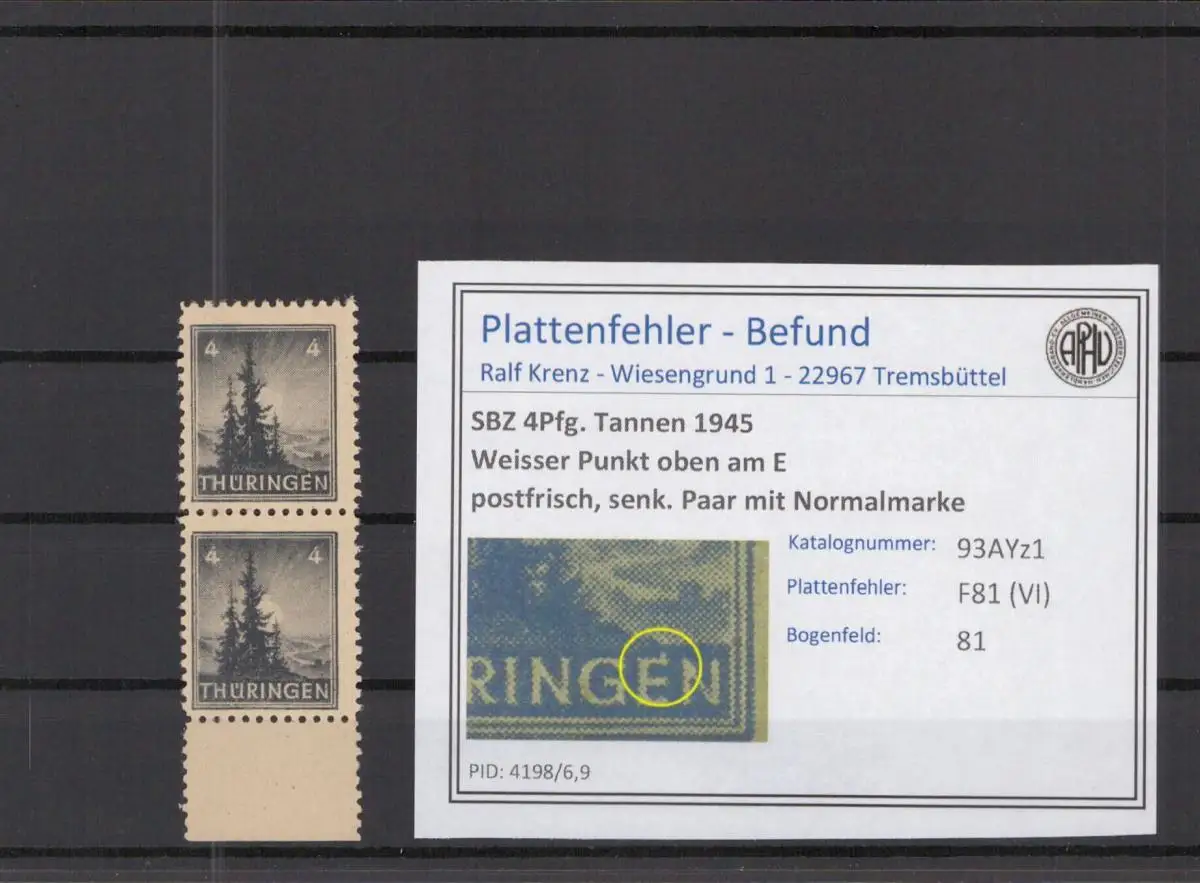 4 4
THÜRINGEN
4 4
THÜRINGEN
Plattenfehler - Befund
Ralf Krenz - Wiesengrund 1 - 22967 Tremsbüttel
APHV
SBZ 4Pfg. Tannen 1945
Weisser Punkt oben am E
postfrisch, senk. Paar mit Normalmarke
RINGEN
Katalognummer: 93AYz1
Plattenfehler: F81 (VI)
Bogenfeld: 81
PID: 4198/6,9